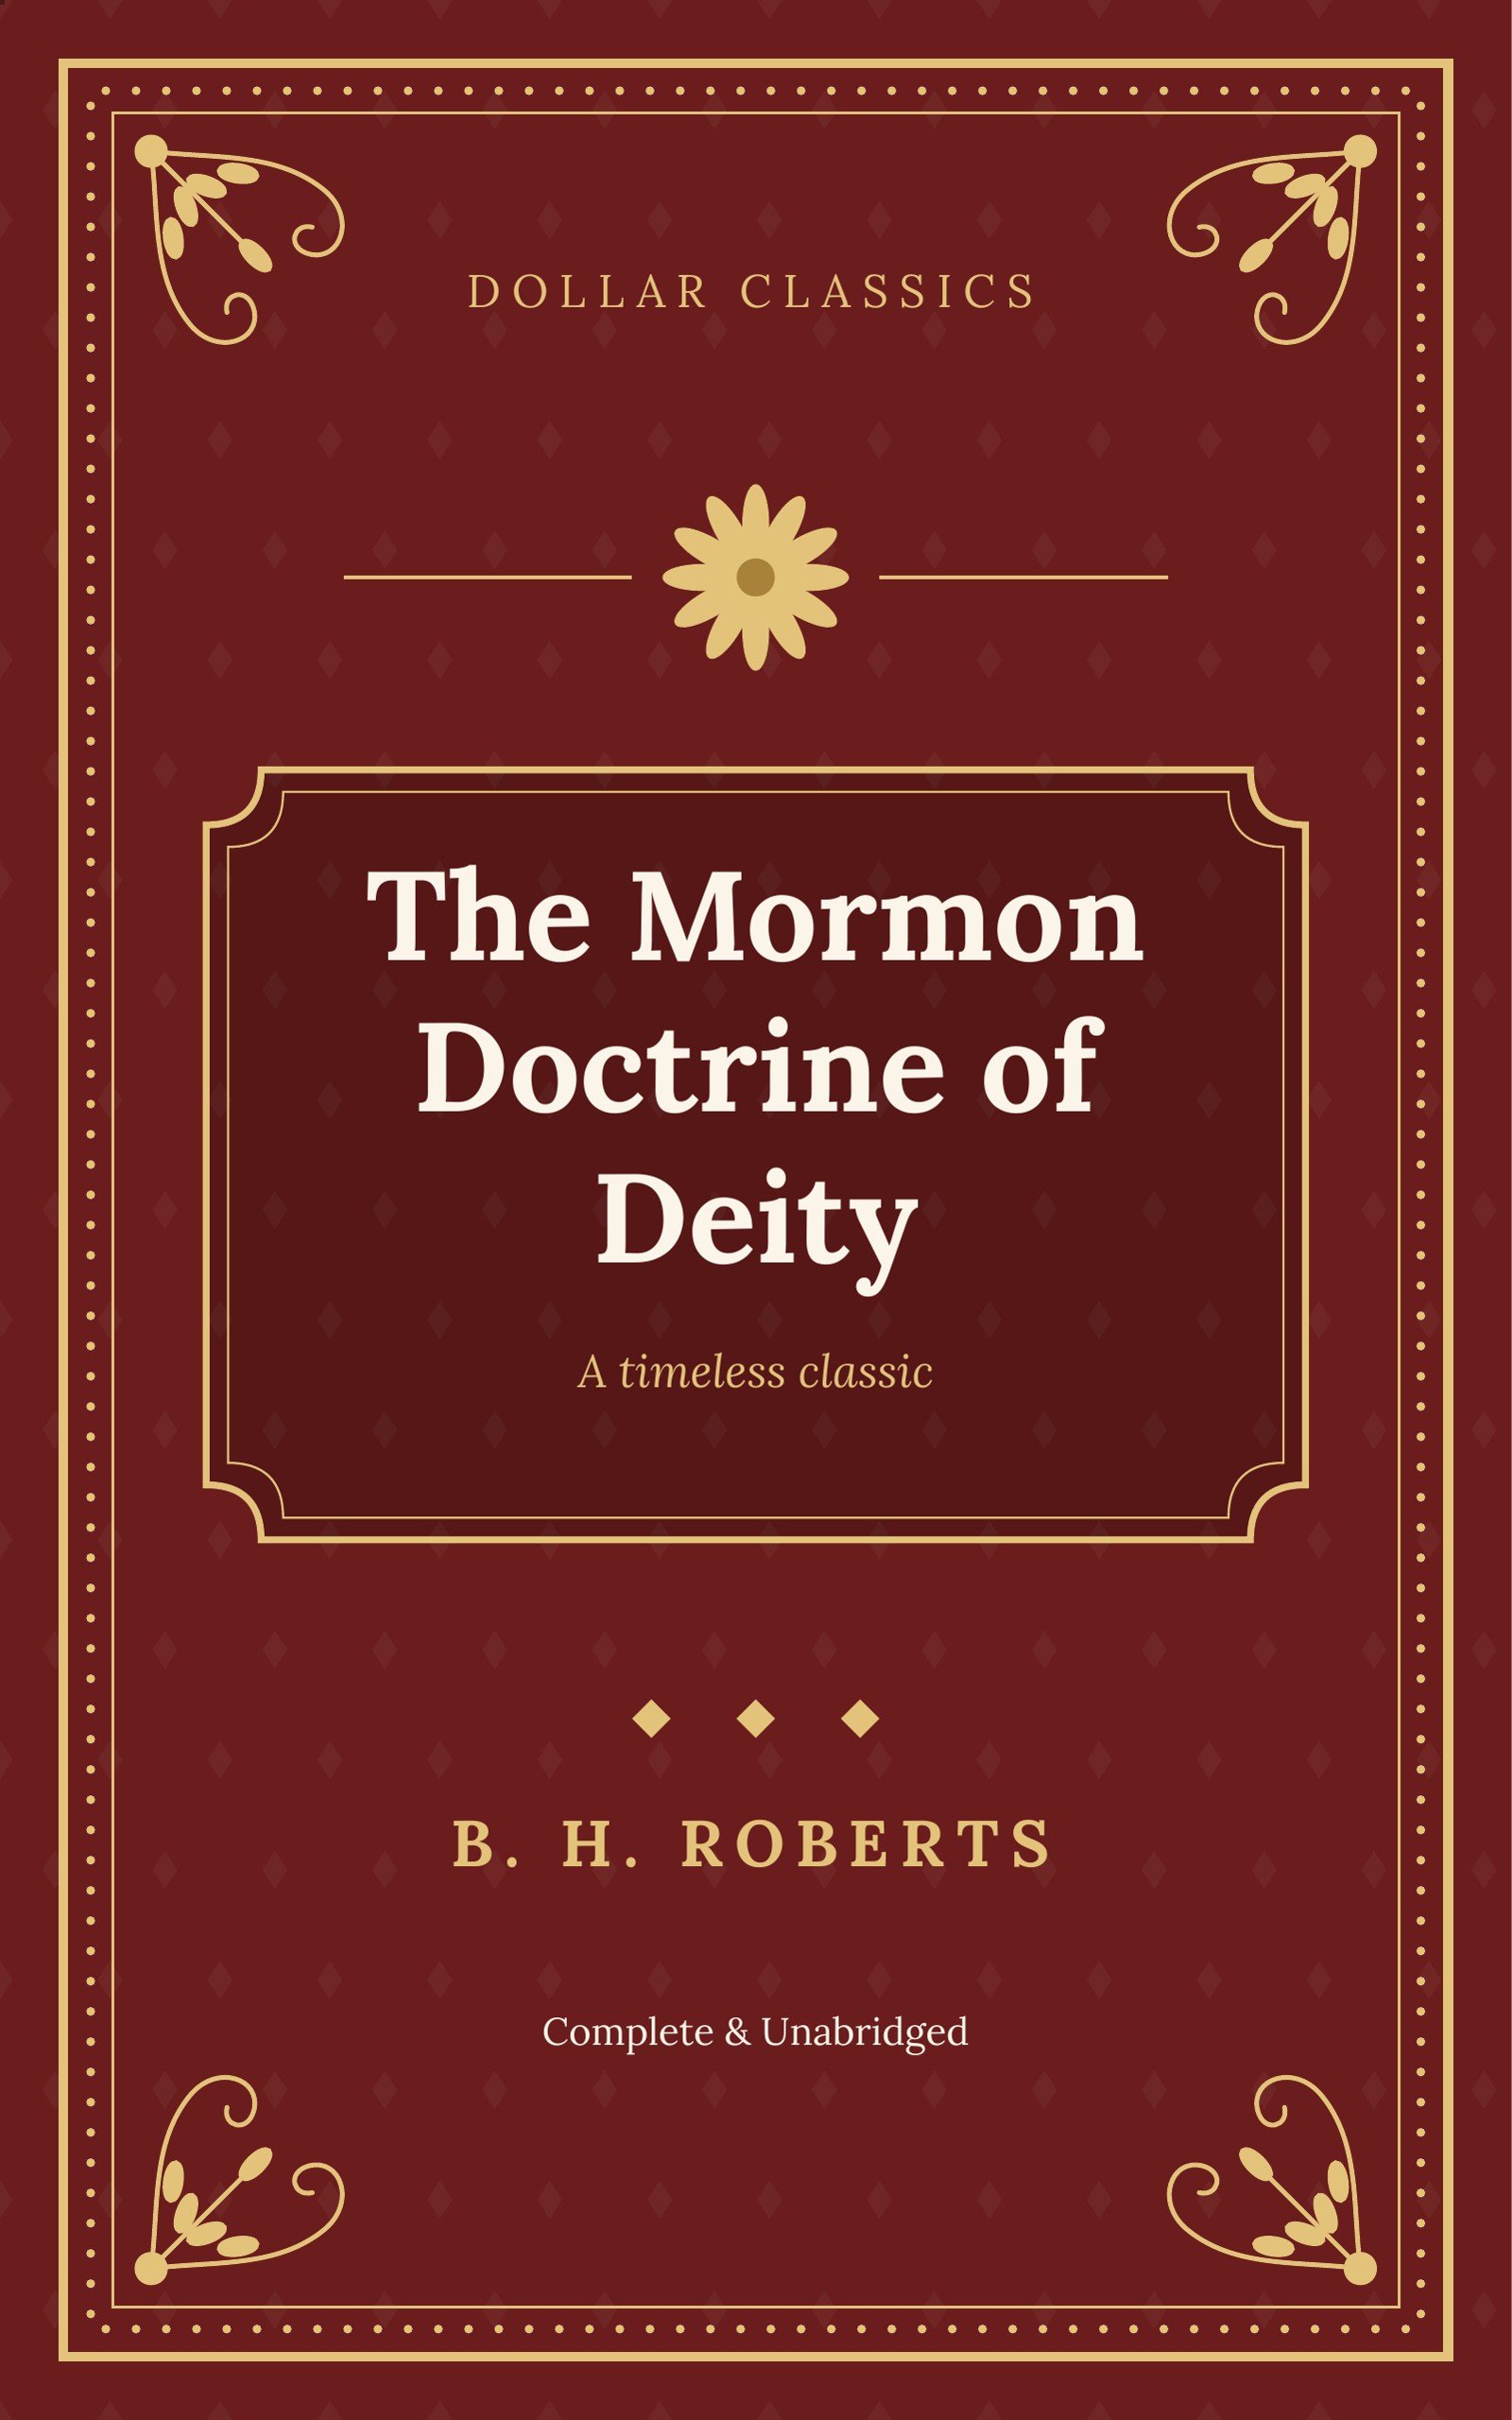 DOLLAR CLASSICS
The Mormon
Doctrine of
Deity
A timeless classic
B. H. ROBERTS
Complete & Unabridged